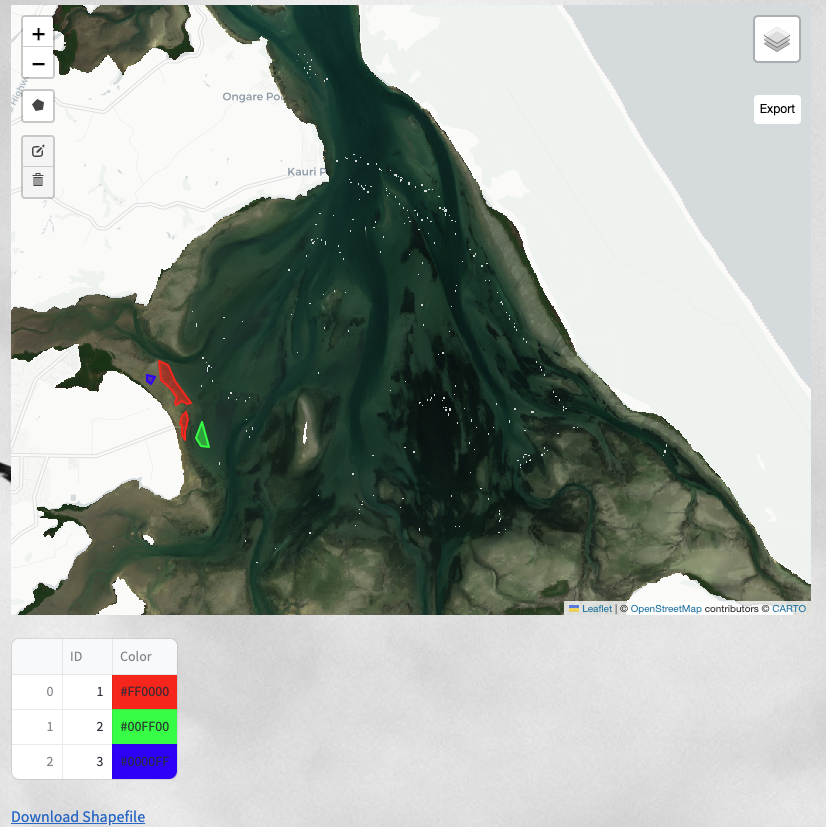 +
−
Highw
Ongare Po
Export
Kauri P
Leaflet | © OpenStreetMap contributors © CARTO
ID Color
0 1 #FF0000
1 2 #00FF00
2 3
Download Shapefile